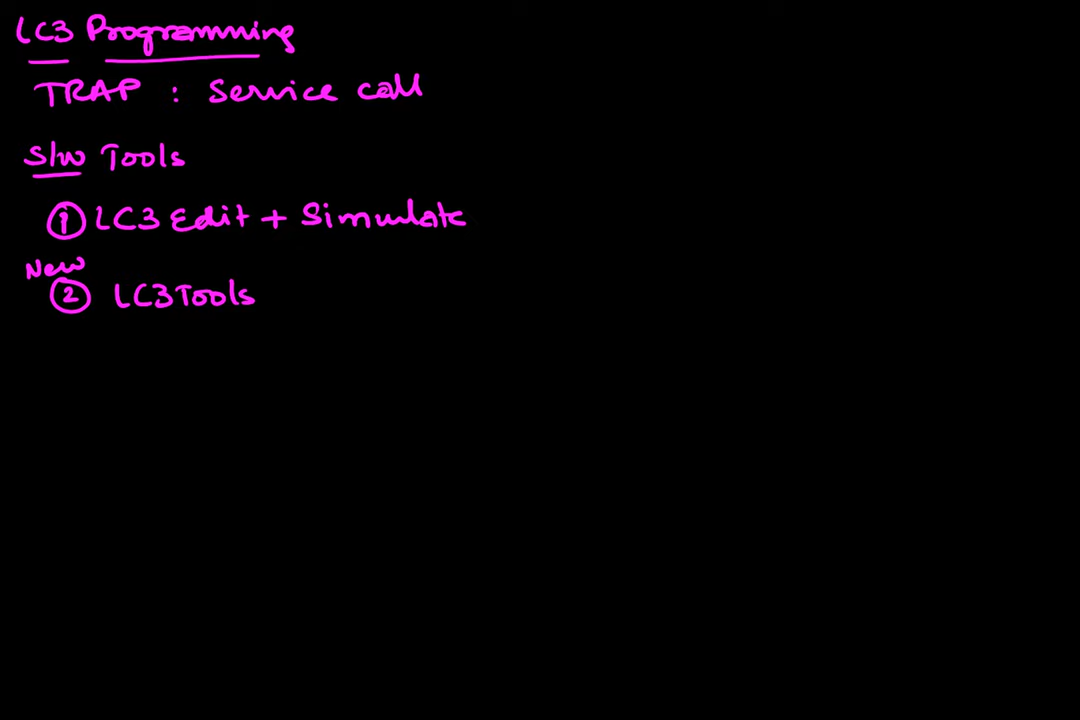 LC3 Programming
TRAP : Service call
S/w Tools
① LC3 Edit + Simulate
New
② LC3Tools